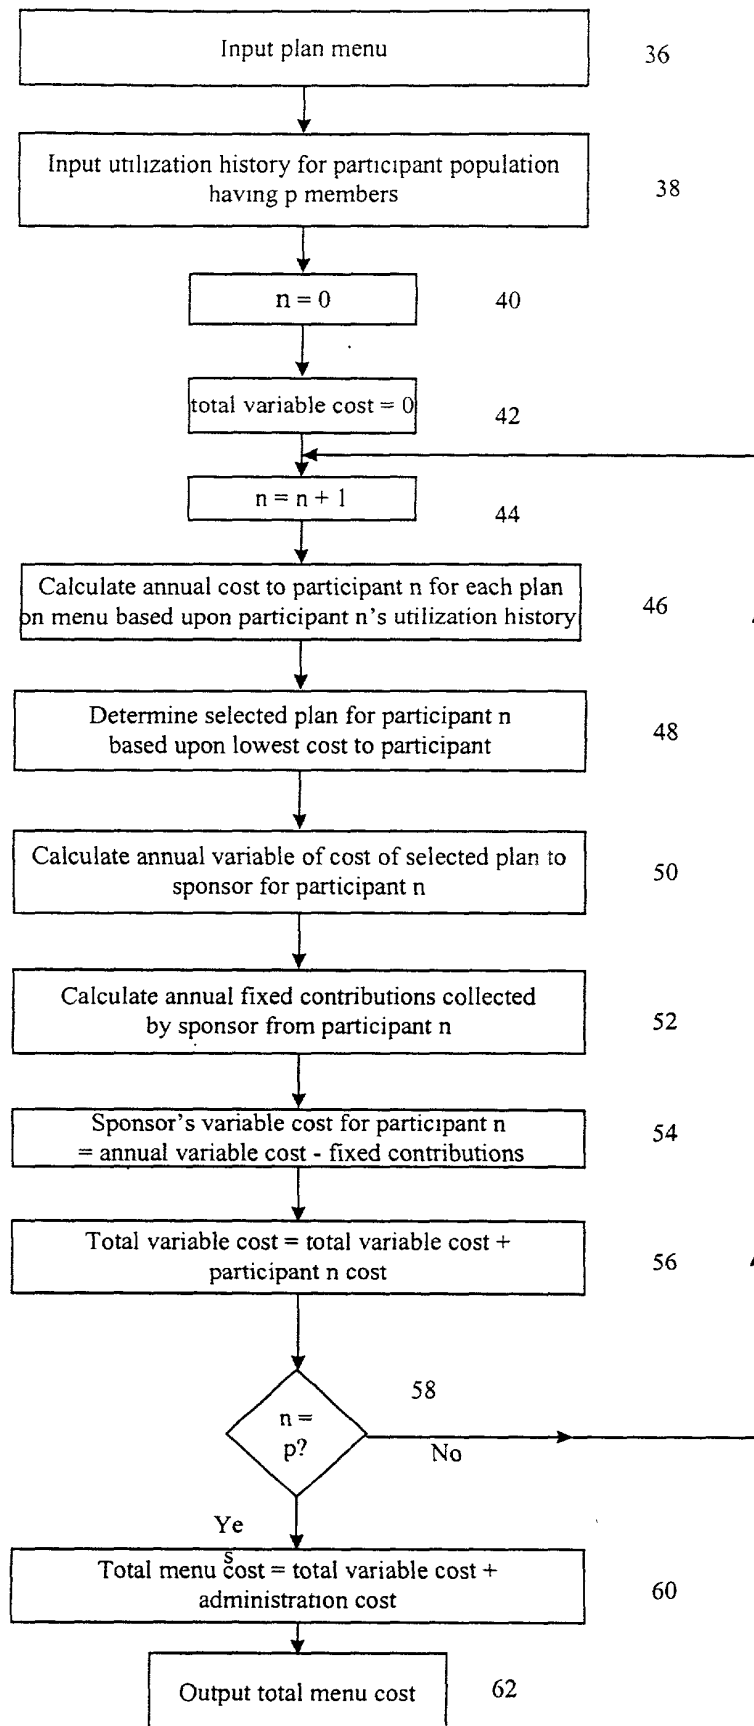 Input plan menu
36
Input utilization history for participant population
having p members
38
n = 0
40
total variable cost = 0
42
n = n + 1
44
Calculate annual cost to participant n for each plan
on menu based upon participant n's utilization history
46
Determine selected plan for participant n
based upon lowest cost to participant
48
Calculate annual variable of cost of selected plan to
sponsor for participant n
50
Calculate annual fixed contributions collected
by sponsor from participant n
52
Sponsor's variable cost for participant n
= annual variable cost - fixed contributions
54
Total variable cost = total variable cost +
participant n cost
56
58
n =
p?
No
Ye
s
Total menu cost = total variable cost +
administration cost
60
Output total menu cost
62